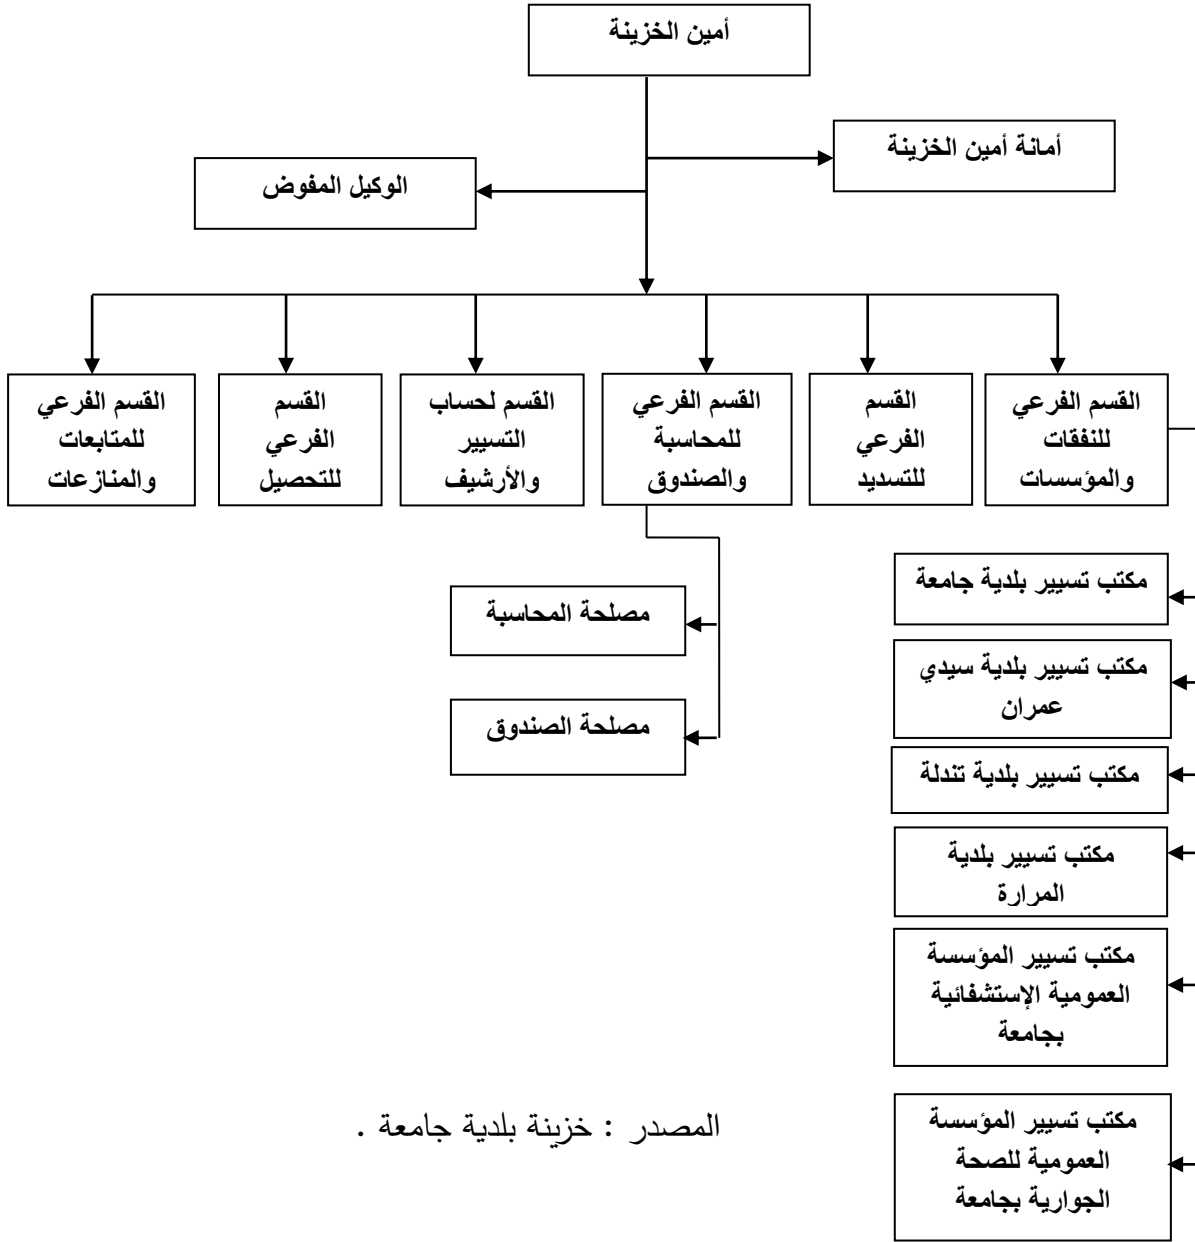 أمين الخزينة
أمانة أمين الخزينة
الوكيل المفوض
القسم الفرعي
للنفقات
والمؤسسات
القسم
الفرعي
للتسديد
القسم الفرعي
للمحاسبة
والصندوق
القسم لحساب
التسيير
والأرشيف
القسم
الفرعي
للتحصيل
القسم الفرعي
للمتابعات
والمنازعات
مكتب تسيير بلدية جامعة
مكتب تسيير بلدية سيدي
عمران
مكتب تسيير بلدية تندلة
مكتب تسيير بلدية
المرارة
مكتب تسيير المؤسسة
العمومية الإستشفائية
بجامعة
مكتب تسيير المؤسسة
العمومية للصحة
الجوارية بجامعة
مصلحة المحاسبة
مصلحة الصندوق
المصدر : خزينة بلدية جامعة .